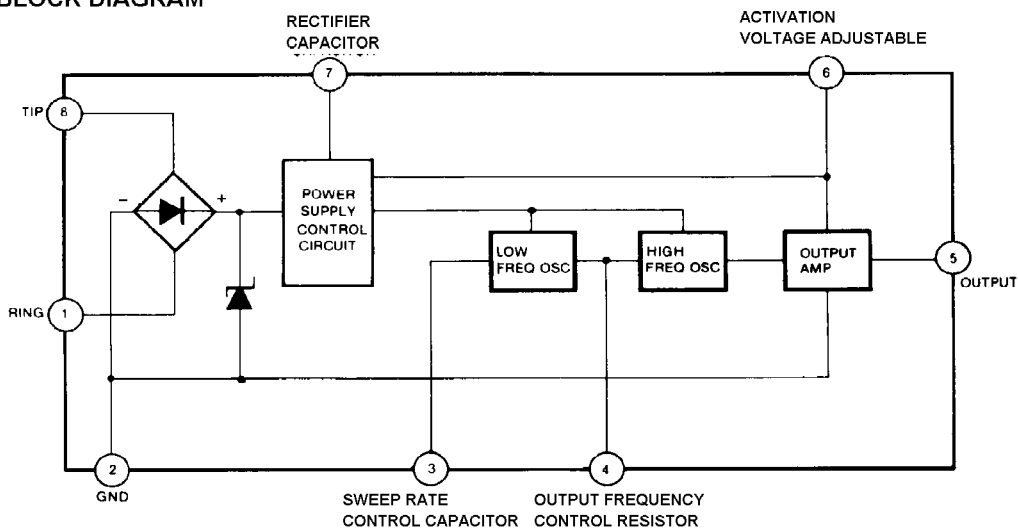 BLOCK DIAGRAM
RECTIFIER
CAPACITOR
ACTIVATION
VOLTAGE ADJUSTABLE
7
6
TIP
8
-
+
POWER
SUPPLY
CONTROL
CIRCUIT
LOW
FREQ OSC
HIGH
FREQ OSC
OUTPUT
AMP
5
OUTPUT
RING
1
2
GND
3
4
SWEEP RATE
CONTROL CAPACITOR
OUTPUT FREQUENCY
CONTROL RESISTOR